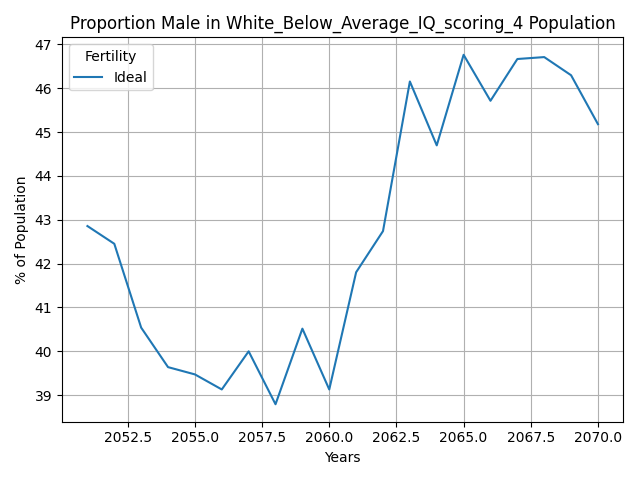 Proportion Male in White_Below_Average_IQ_scoring_4 Population
47
46
45
44
43
42
41
40
39
% of Population
Fertility
Ideal
2052.5 2055.0 2057.5 2060.0 2062.5 2065.0 2067.5 2070.0
Years